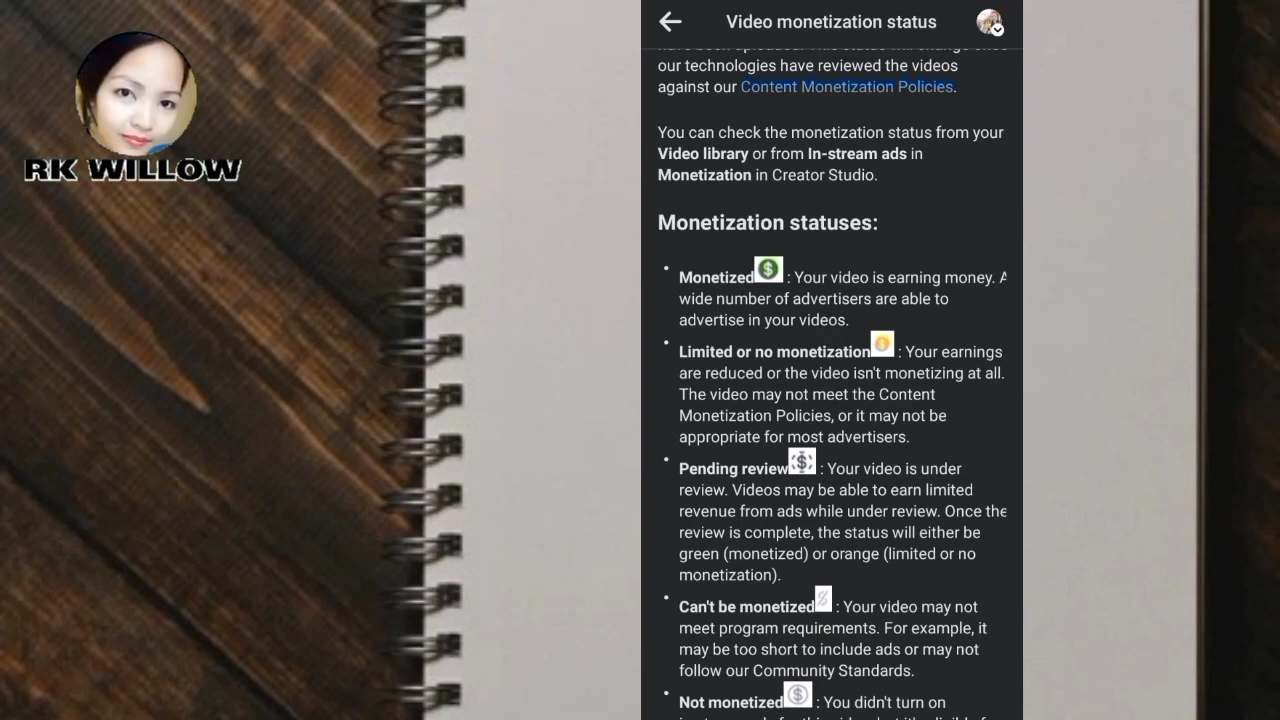 RK WILLOW
Video monetization status
our technologies have reviewed the videos
against our Content Monetization Policies.
You can check the monetization status from your
Video library or from In-stream ads in
Monetization in Creator Studio.
Monetization statuses:
Monetized : Your video is earning money. A
wide number of advertisers are able to
advertise in your videos.
Limited or no monetization : Your earnings
are reduced or the video isn't monetizing at all.
The video may not meet the Content
Monetization Policies, or it may not be
appropriate for most advertisers.
Pending review : Your video is under
review. Videos may be able to earn limited
revenue from ads while under review. Once the
review is complete, the status will either be
green (monetized) or orange (limited or no
monetization).
Can't be monetized : Your video may not
meet program requirements. For example, it
may be too short to include ads or may not
follow our Community Standards.
Not monetized : You didn't turn on